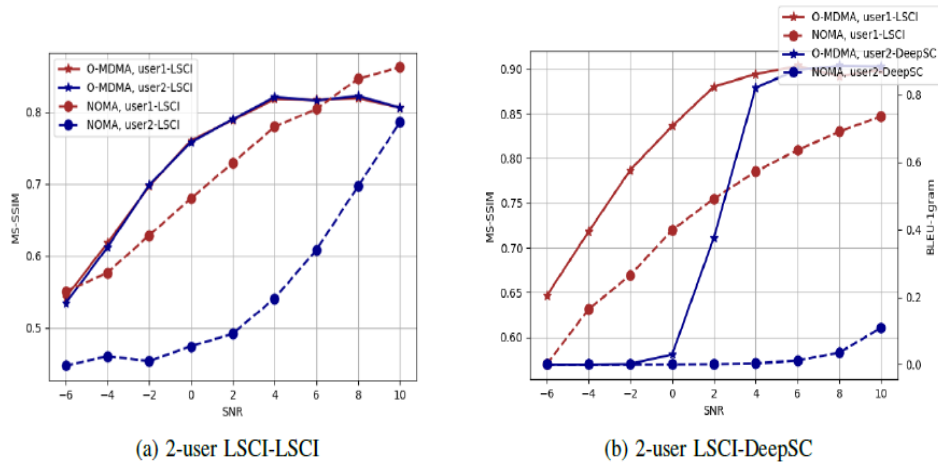 O-MDMA, user1-LSCI
NOMA, user1-LSCI
O-MDMA, user2-DeepSC
NOMA, user2-DeepSC
O-MDMA, user1-LSCI
O-MDMA, user2-LSCI
NOMA, user1-LSCI
NOMA, user2-LSCI
MS-SSIM
0.8
0.7
0.6
0.5
−6 −4 −2 0 2 4 6 8 10
SNR
MS-SSIM
0.90
0.85
0.80
0.75
0.70
0.65
0.60
−6 −4 −2 0 2 4 6 8 10
SNR
0.8
0.6
0.4
0.2
0.0
BLEU-1gram
(a) 2-user LSCI-LSCI
(b) 2-user LSCI-DeepSC